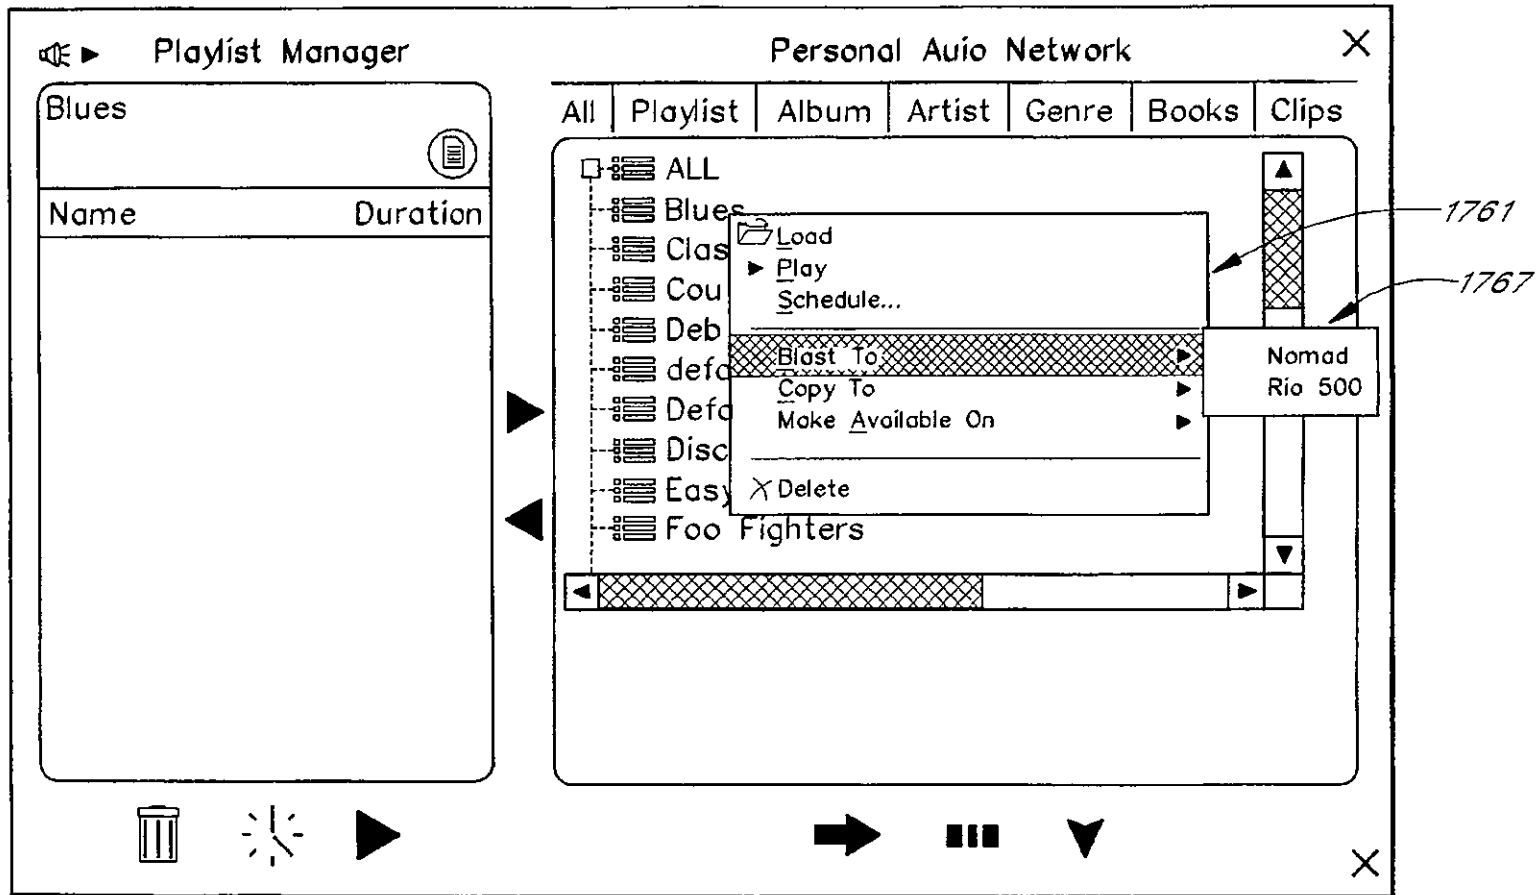 Playlist Manager
Personal Auio Network
Blues
Name Duration
All Playlist Album Artist Genre Books Clips
ALL
Blues
Clas
Cou
Deb
defa
Defa
Disc
Easy
Foo Fighters
Load
Play
Schedule...
Blast To
Copy To
Make Available On
Delete
Nomad
Rio 500
1761
1767